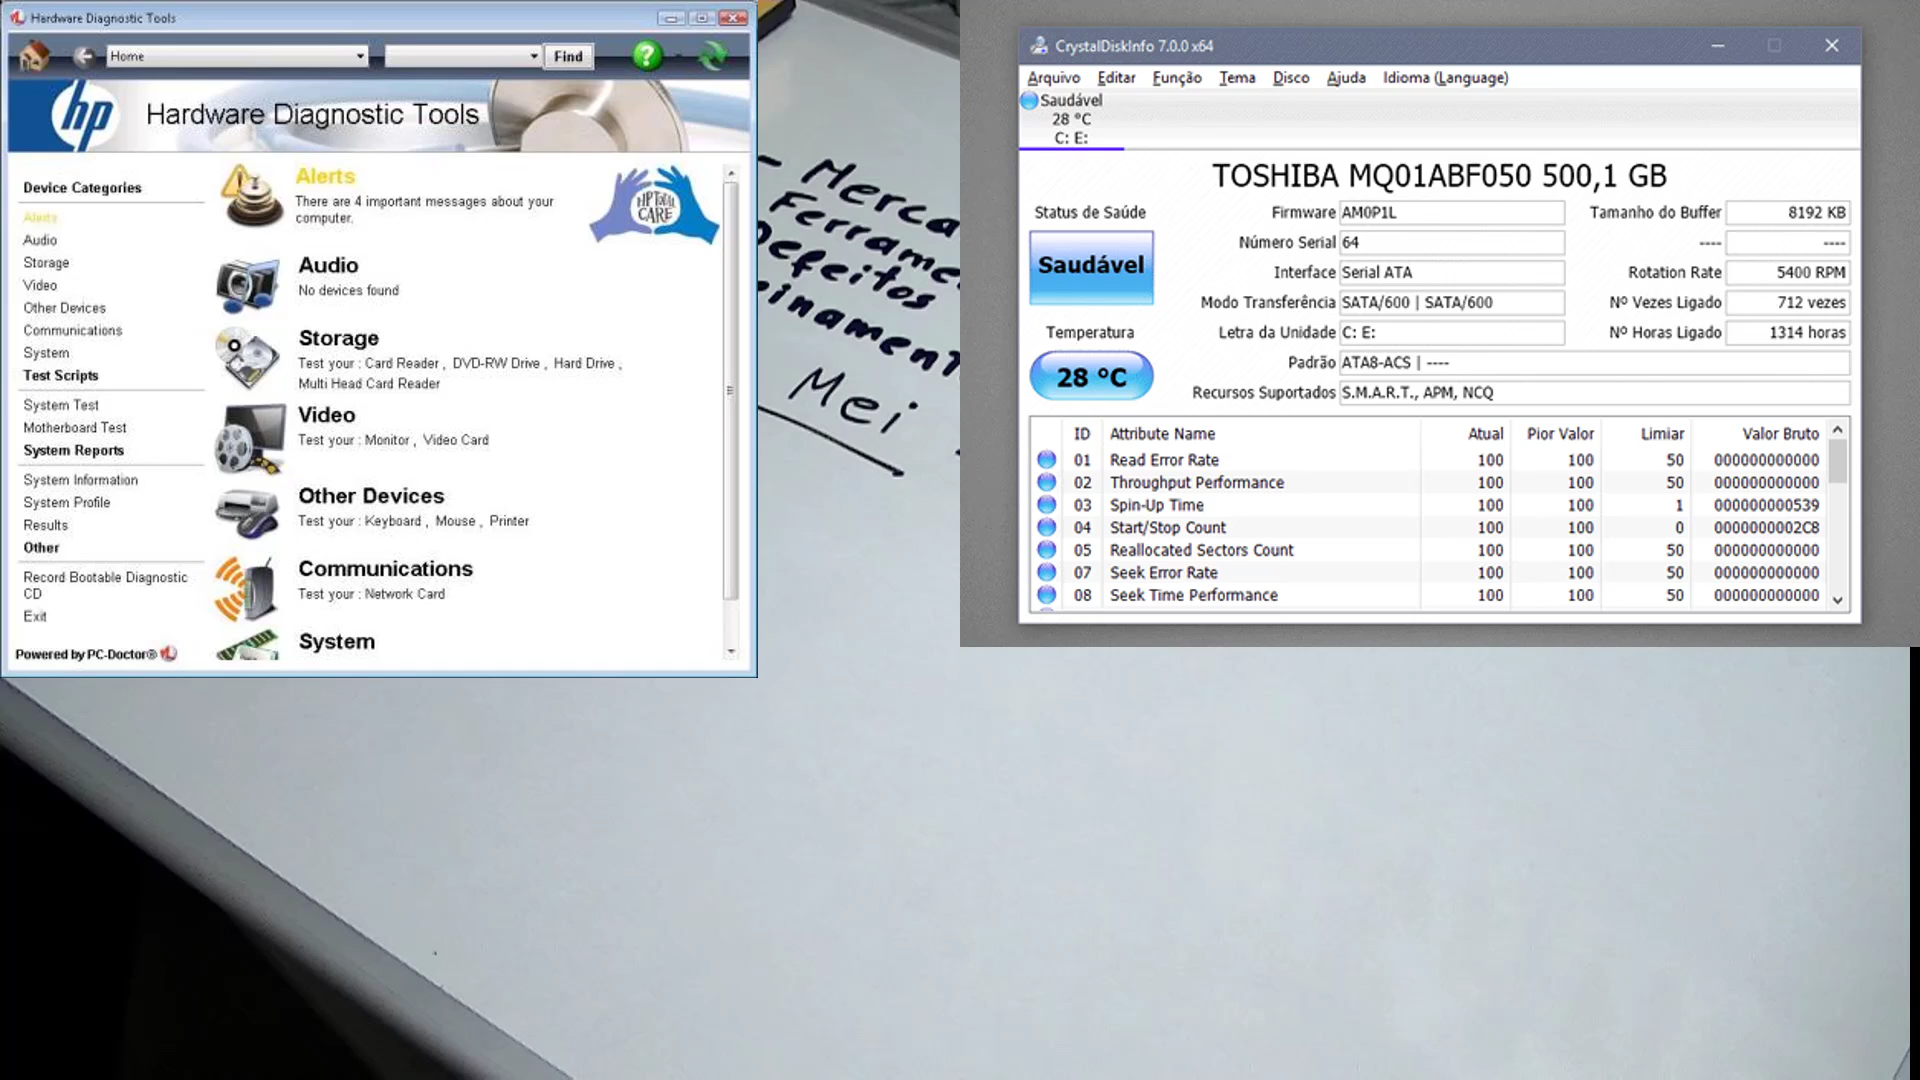 Hardware Diagnostic Tools
Home
Find
?
hp
Hardware Diagnostic Tools
Device Categories
Alerts
Audio
Storage
Video
Other Devices
Communications
System
Test Scripts
System Test
Motherboard Test
System Reports
System Information
System Profile
Results
Other
Record Bootable Diagnostic
CD
Exit
Powered by PC-Doctor®
Alerts
There are 4 important messages about your
computer.
HP Total
CARE
Audio
No devices found
Storage
Test your : Card Reader , DVD-RW Drive , Hard Drive ,
Multi Head Card Reader
Video
Test your : Monitor , Video Card
Other Devices
Test your : Keyboard , Mouse , Printer
Communications
Test your : Network Card
System
- Merca
Ferrame
Defeitos
Mei
CrystalDiskInfo 7.0.0 x64
Arquivo Editar Função Tema Disco Ajuda Idioma (Language)
Saudável
28 °C
C: E:
TOSHIBA MQ01ABF050 500,1 GB
Status de Saúde
Saudável
Temperatura
28 °C
Firmware AM0P1L
Número Serial 64
Interface Serial ATA
Modo Transferência SATA/600 | SATA/600
Letra da Unidade C: E:
Padrão ATA8-ACS | ----
Recursos Suportados S.M.A.R.T., APM, NCQ
Tamanho do Buffer 8192 KB
---- ----
Rotation Rate 5400 RPM
Nº Vezes Ligado 712 vezes
Nº Horas Ligado 1314 horas
ID Attribute Name Atual Pior Valor Limiar Valor Bruto
01 Read Error Rate 100 100 50 000000000000
02 Throughput Performance 100 100 50 000000000000
03 Spin-Up Time 100 100 1 000000000539
04 Start/Stop Count 100 100 0 0000000002C8
05 Reallocated Sectors Count 100 100 50 000000000000
07 Seek Error Rate 100 100 50 000000000000
08 Seek Time Performance 100 100 50 000000000000